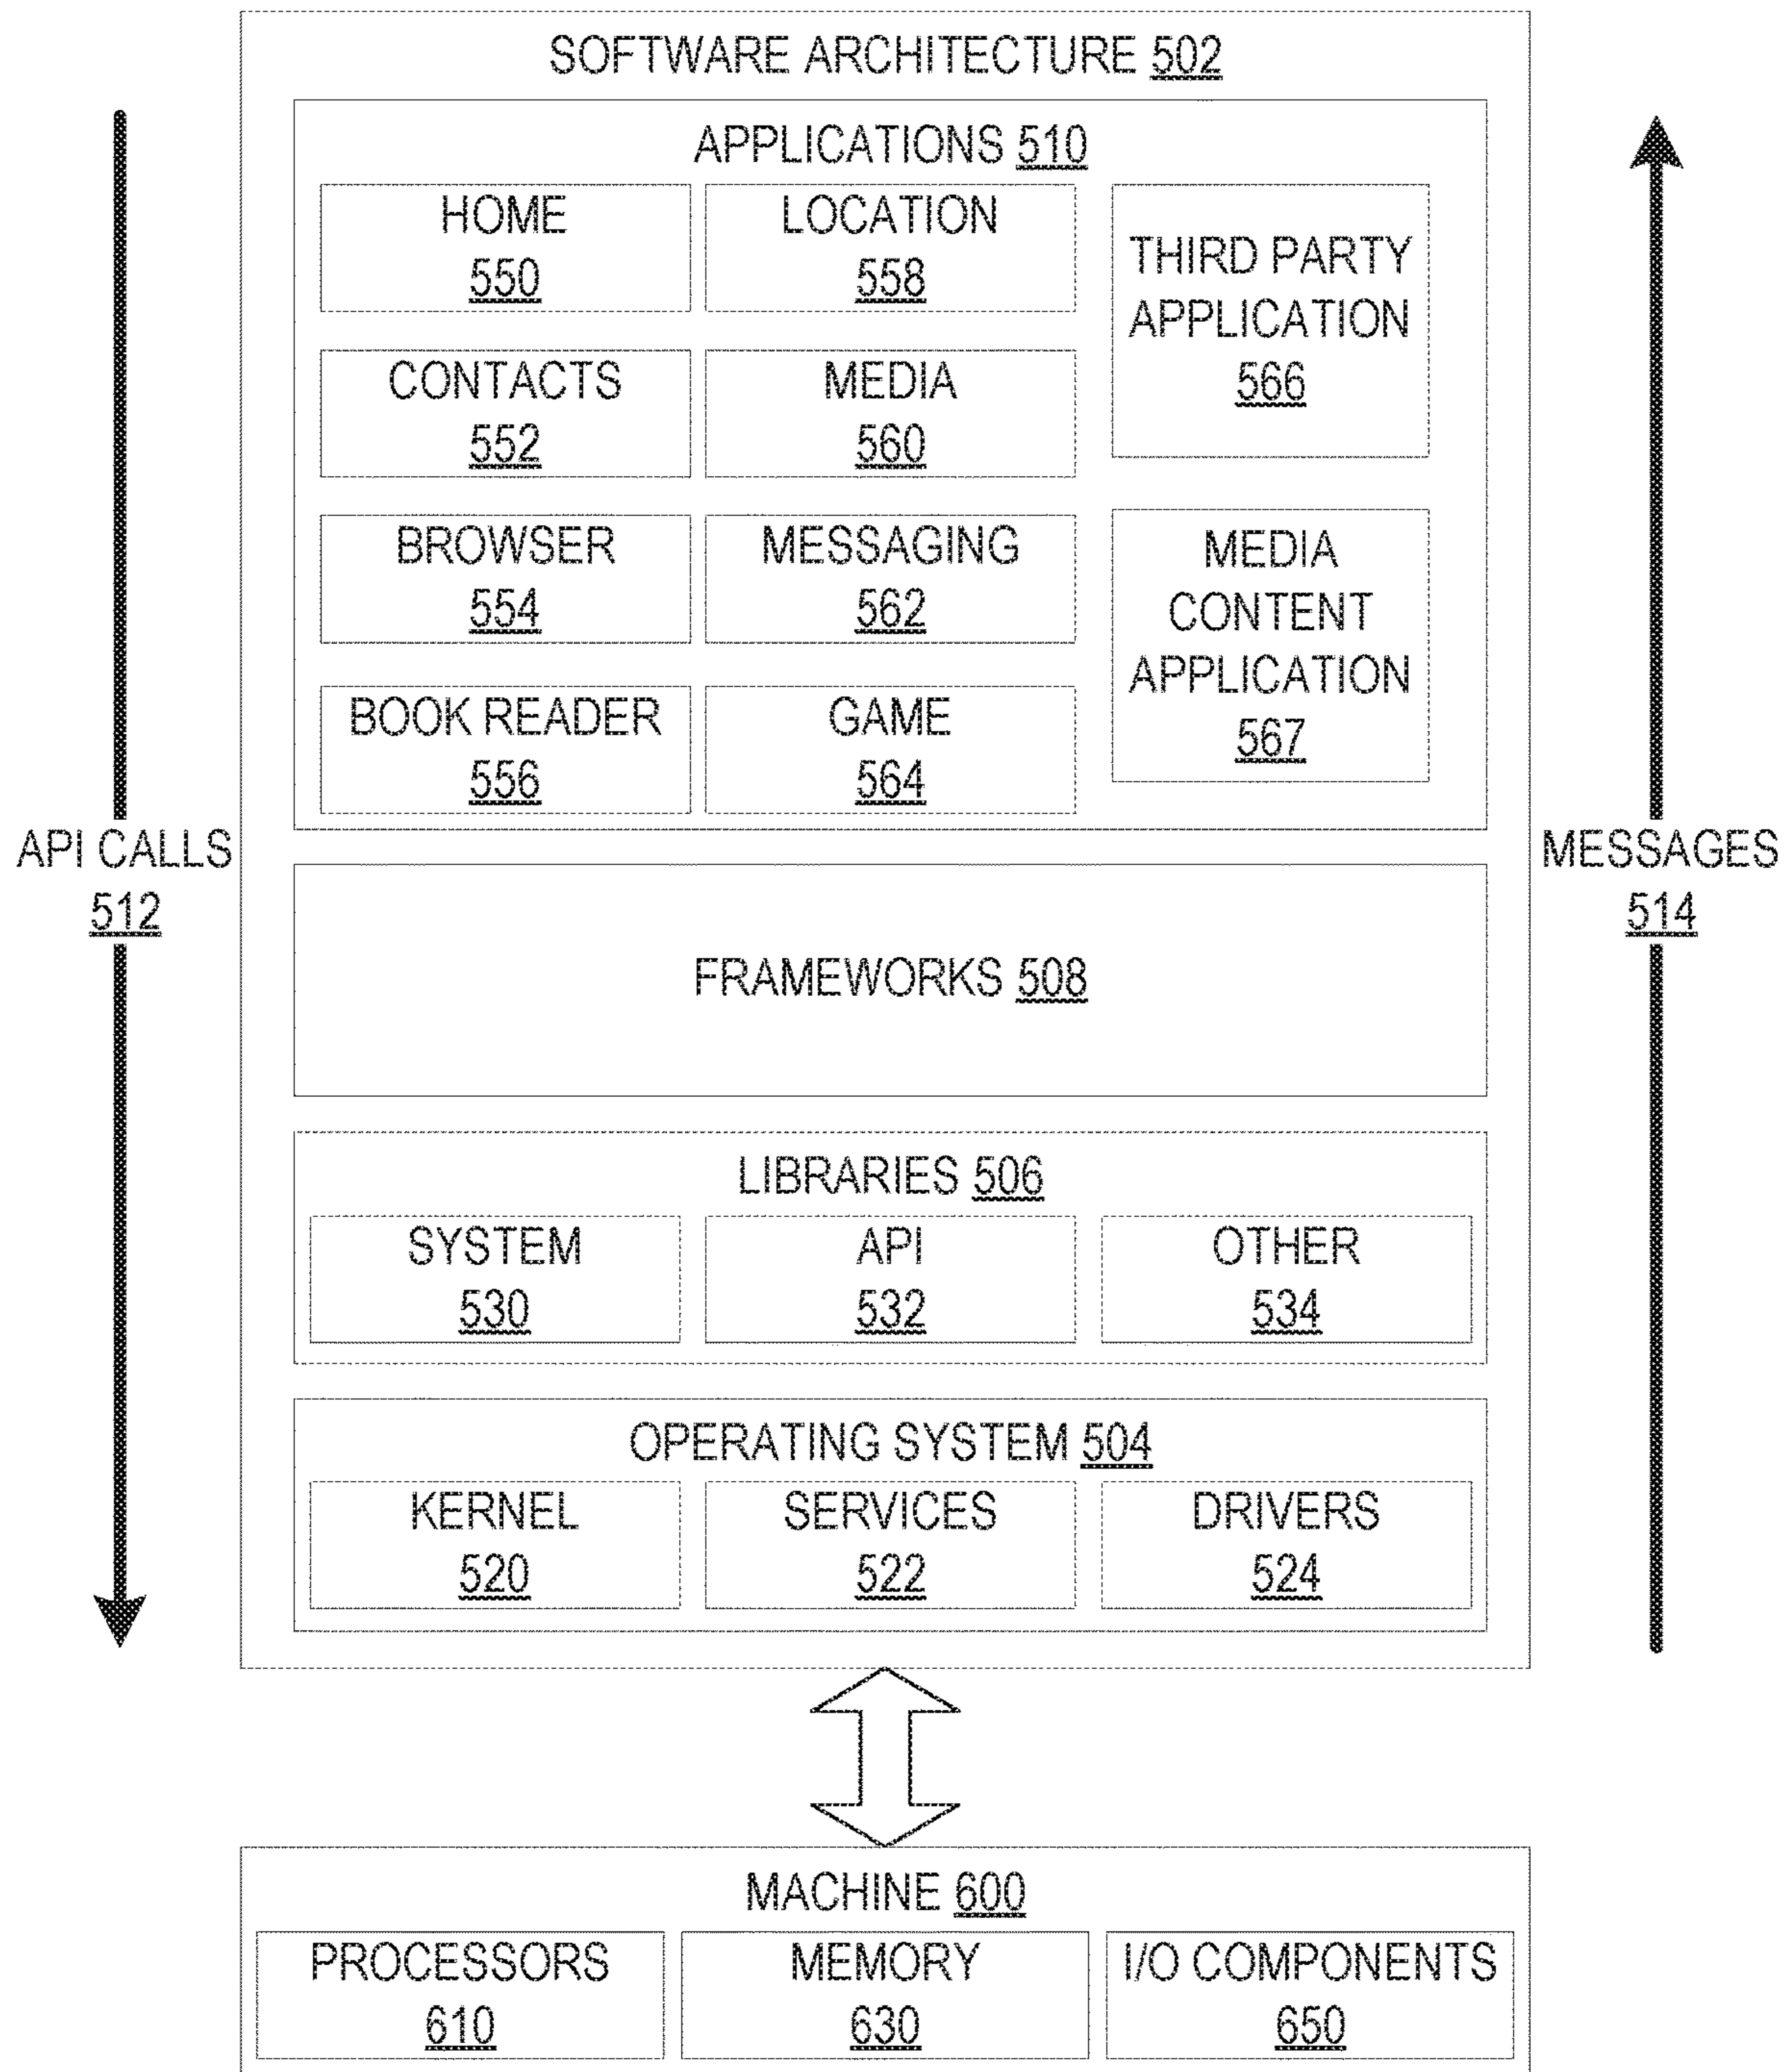 SOFTWARE ARCHITECTURE 502
APPLICATIONS 510
HOME
550
LOCATION
558
THIRD PARTY
APPLICATION
566
CONTACTS
552
MEDIA
560
BROWSER
554
MESSAGING
562
MEDIA
CONTENT
APPLICATION
567
BOOK READER
556
GAME
564
API CALLS
512
MESSAGES
514
FRAMEWORKS 508
LIBRARIES 506
SYSTEM
530
API
532
OTHER
534
OPERATING SYSTEM 504
KERNEL
520
SERVICES
522
DRIVERS
524
MACHINE 600
PROCESSORS
610
MEMORY
630
I/O COMPONENTS
650